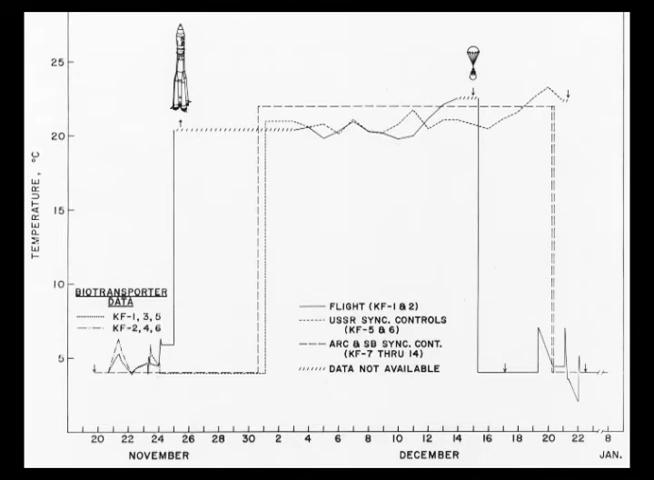 25
20
15
10
5
TEMPERATURE, °C
BIOTRANSPORTER
DATA
KF-1, 3, 5
KF-2, 4, 6
FLIGHT (KF-1 & 2)
USSR SYNC. CONTROLS
(KF-5 & 6)
ARC & SB SYNC. CONT.
(KF-7 THRU 14)
DATA NOT AVAILABLE
20 22 24 26 28 30 2 4 6 8 10 12 14 16 18 20 22 8
NOVEMBER DECEMBER JAN.